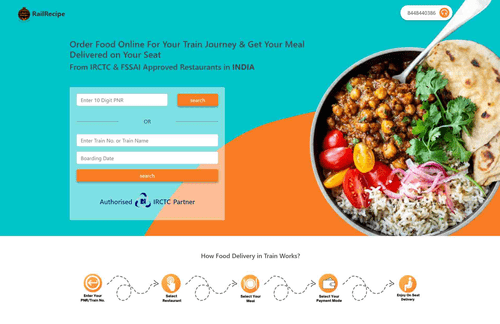 RailRecipe
8448440386
Order Food Online For Your Train Journey & Get Your Meal
Delivered on Your Seat
From IRCTC & FSSAI Approved Restaurants in INDIA
Enter 10 Digit PNR
search
OR
Enter Train No. or Train Name
Boarding Date
search
Authorised IRCTC Partner
How Food Delivery in Train Works?
Enter Your
PNR/Train No.
Select
Restaurant
Select Your
Meal
Select Your
Payment Mode
Enjoy On Seat
Delivery